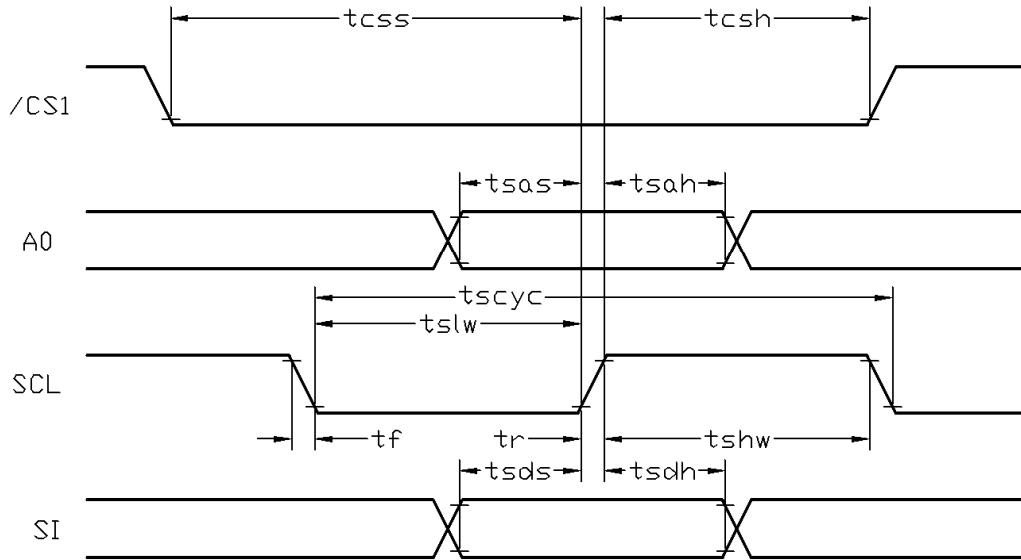 tcss tcsh
/CS1
tsas tsah
A0
tscyc
tslw
SCL
tf tr tshw
tsds tsdh
SI